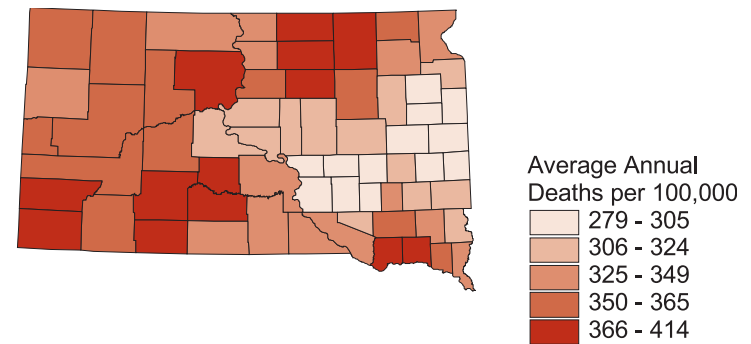 Average Annual
Deaths per 100,000
279 - 305
306 - 324
325 - 349
350 - 365
366 - 414